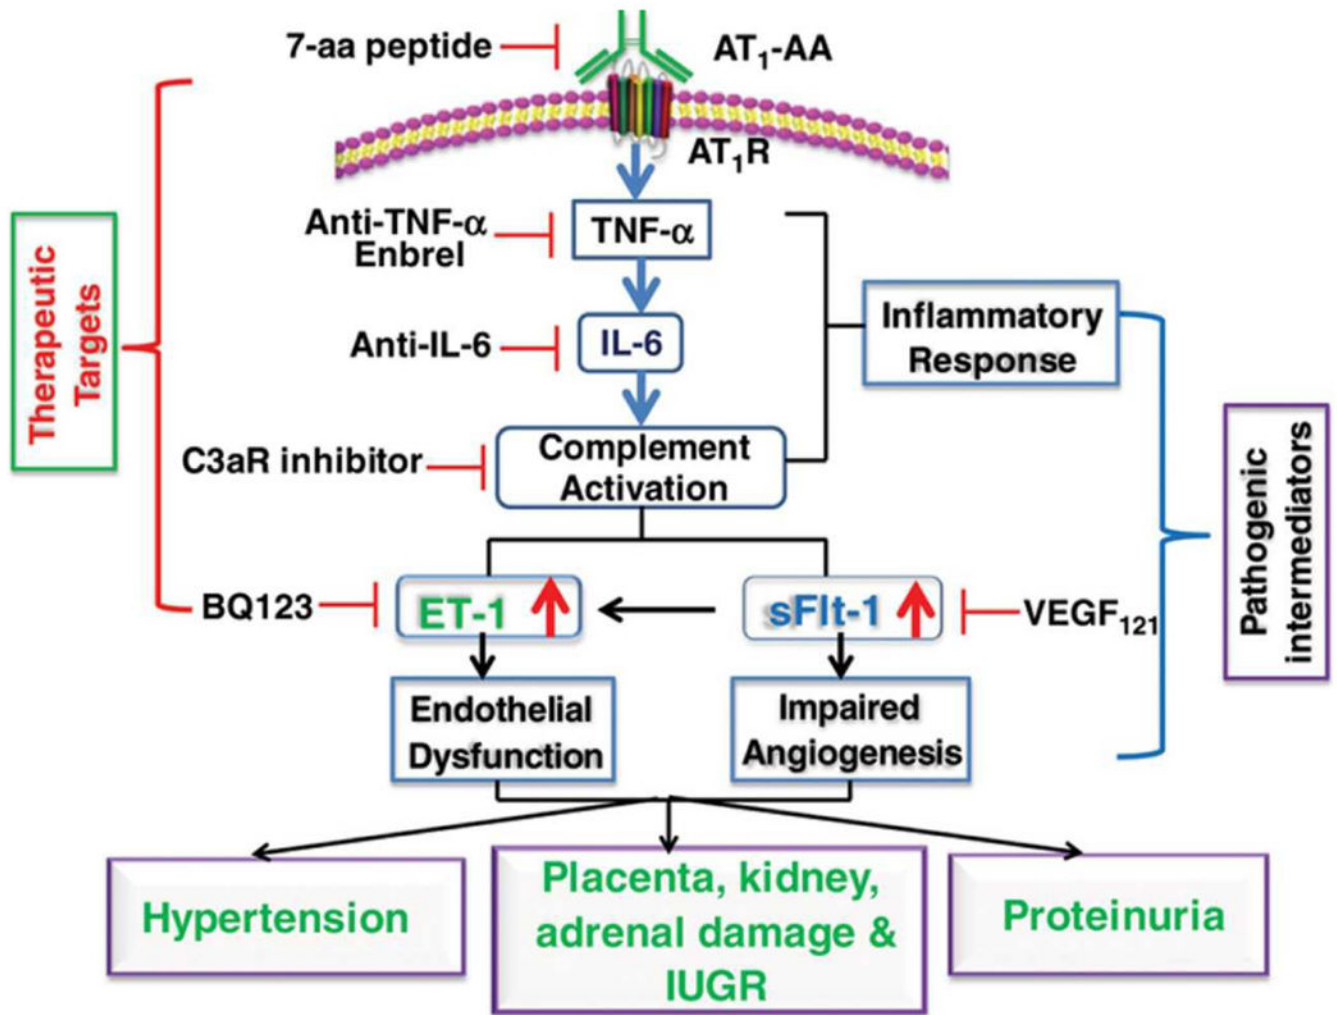 7-aa peptide
AT1-AA
AT1R
Anti-TNF-α
Enbrel
TNF-α
Anti-IL-6
IL-6
Inflammatory
Response
Therapeutic
Targets
C3aR inhibitor
Complement
Activation
Pathogenic
intermediators
BQ123
ET-1
sFlt-1
VEGF121
Endothelial
Dysfunction
Impaired
Angiogenesis
Hypertension
Placenta, kidney,
adrenal damage &
IUGR
Proteinuria